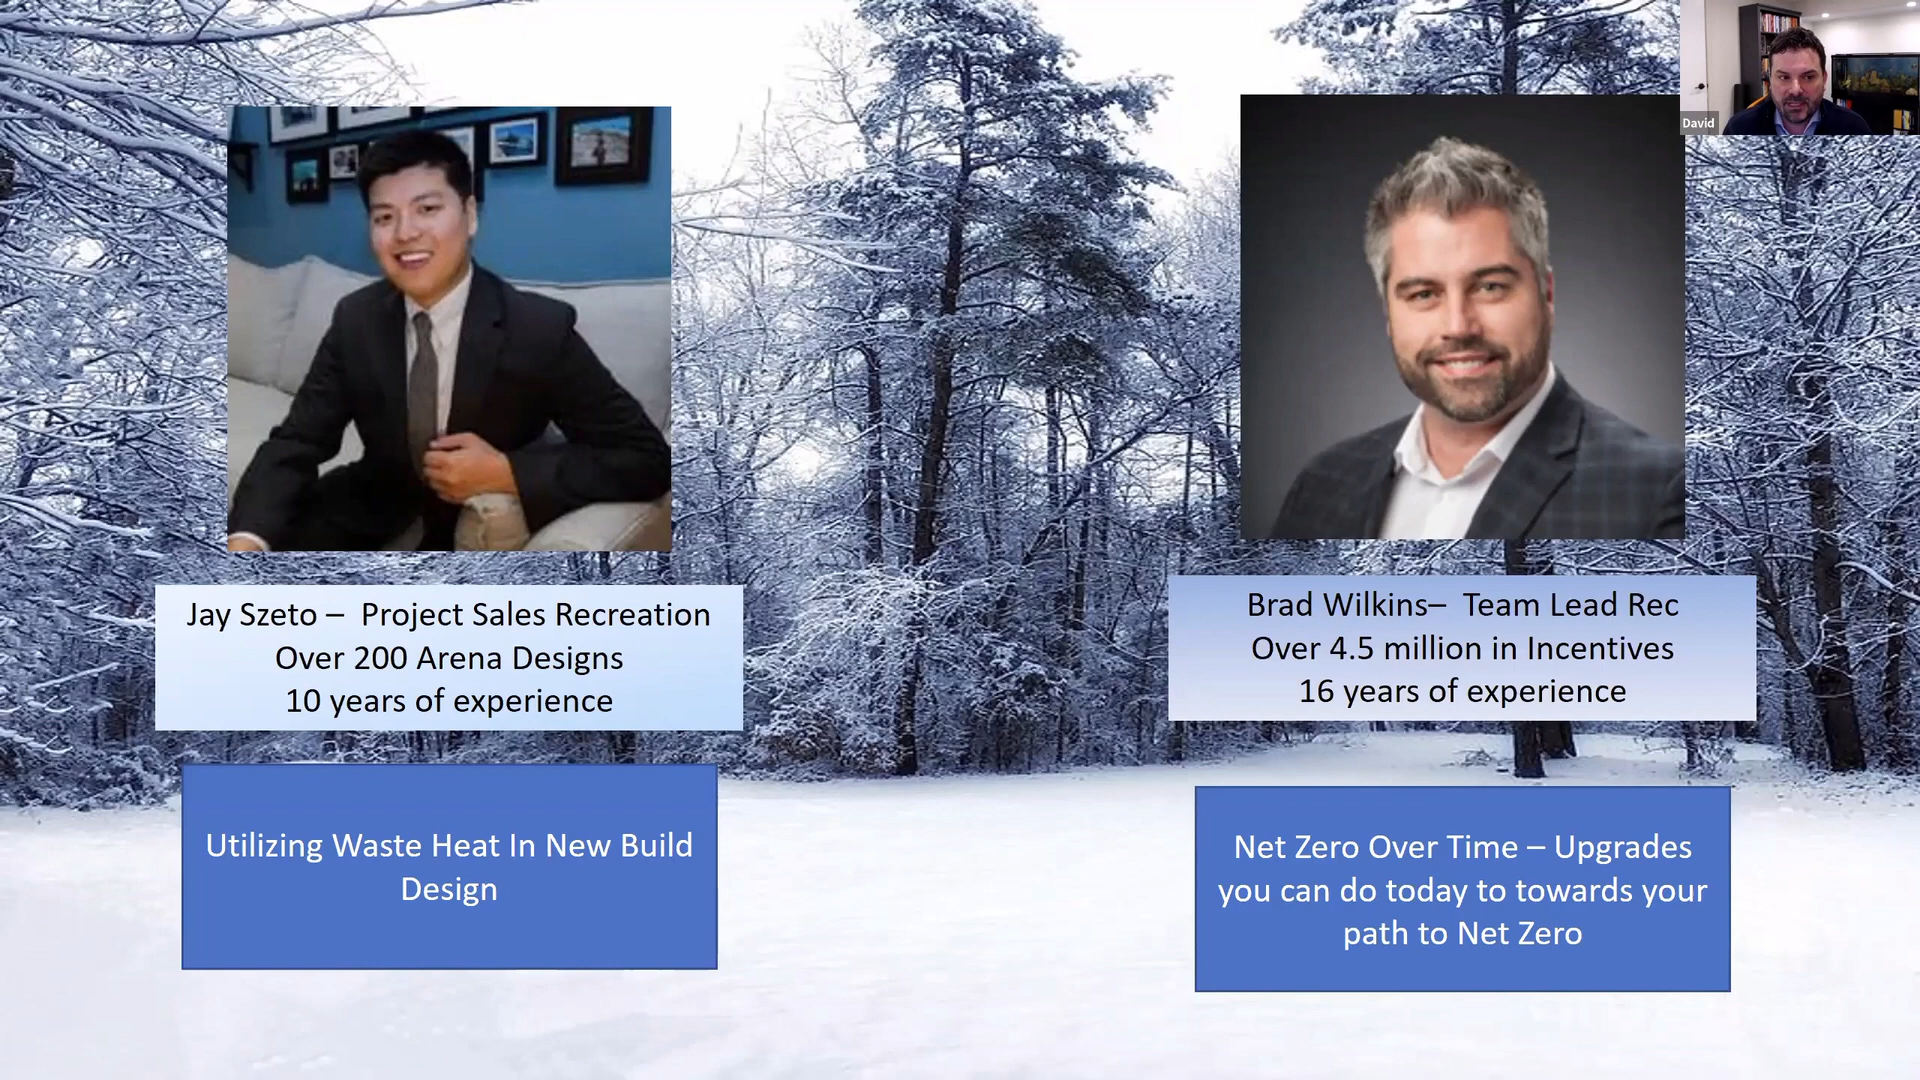 David
Jay Szeto –  Project Sales Recreation
Over 200 Arena Designs
10 years of experience
Brad Wilkins–  Team Lead Rec
Over 4.5 million in Incentives
16 years of experience
Utilizing Waste Heat In New Build
Design
Net Zero Over Time – Upgrades
you can do today to towards your
path to Net Zero